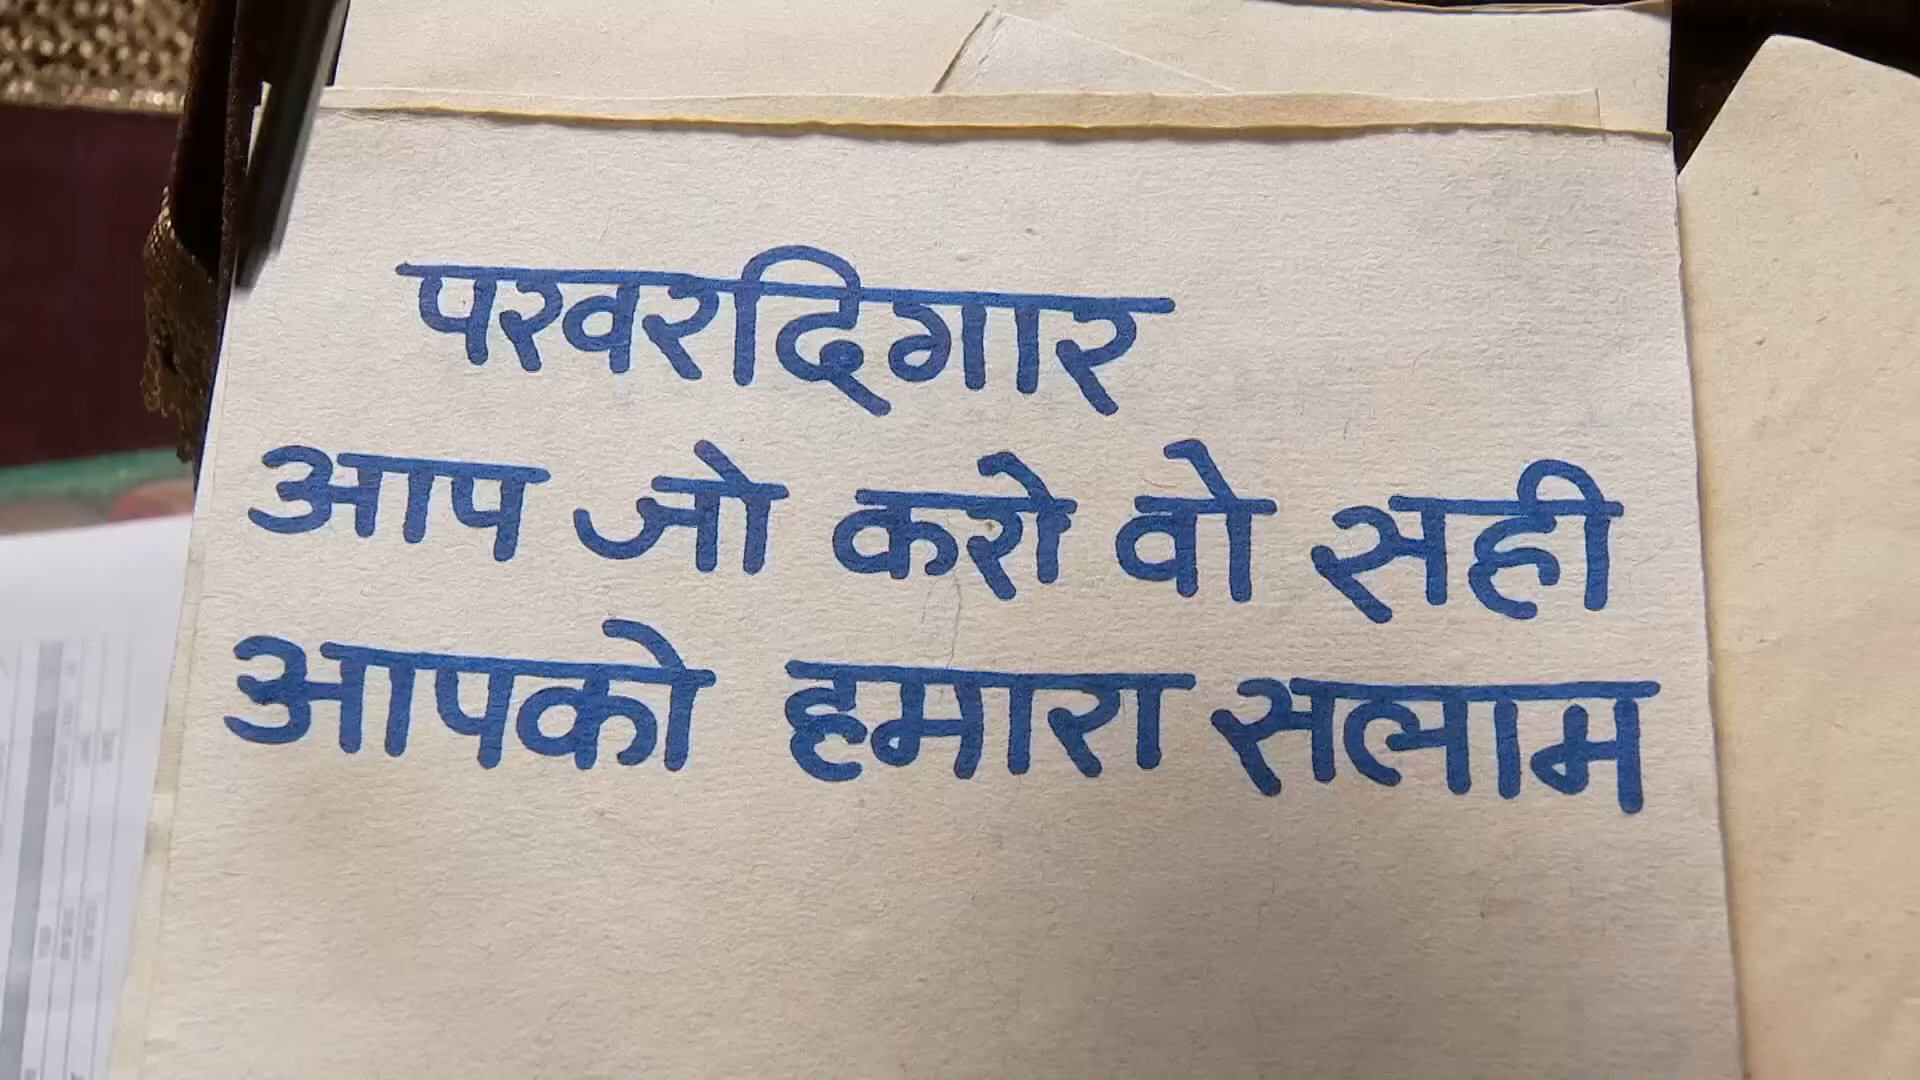 परवरदिगार
आप जो करो वो सही
आपको हमारा सलाम